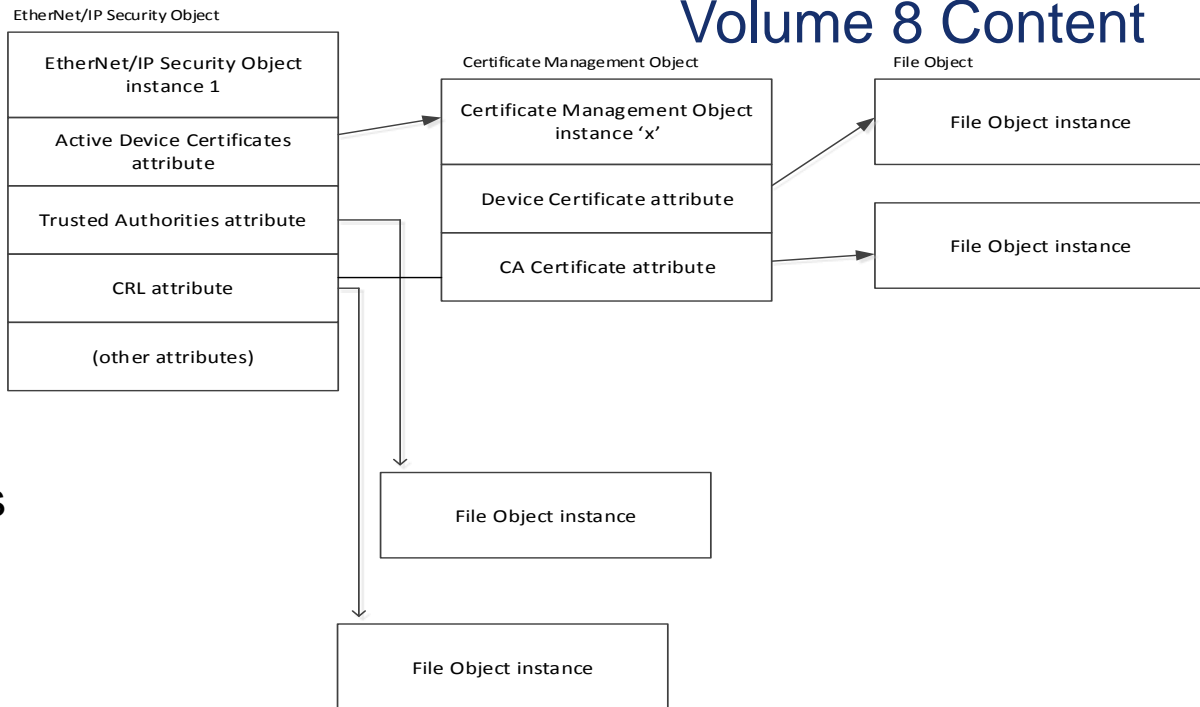 Volume 8 Content
EtherNet/IP Security Object
EtherNet/IP Security Object
instance 1
Active Device Certificates
attribute
Trusted Authorities attribute
CRL attribute
(other attributes)
Certificate Management Object
Certificate Management Object
instance ‘x’
Device Certificate attribute
CA Certificate attribute
File Object
File Object instance
File Object instance
s
File Object instance
File Object instance